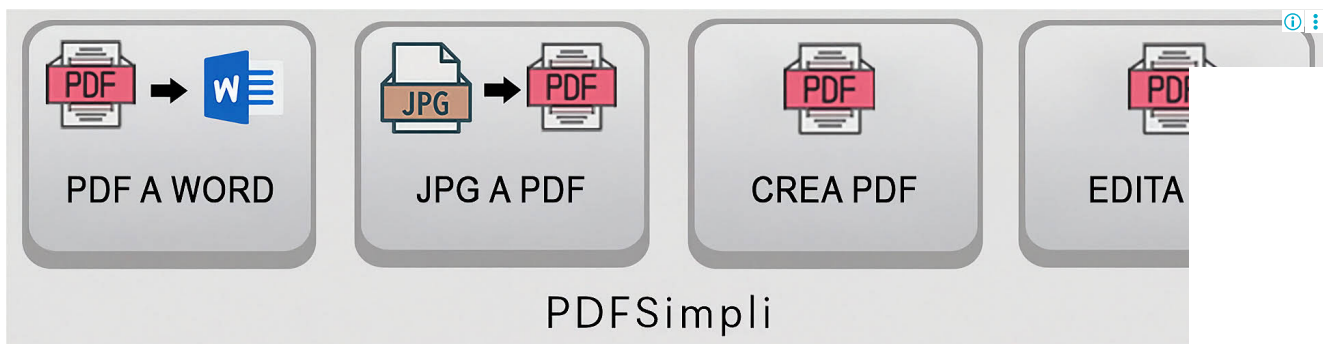 PDF W
JPG PDF
PDF
PDF A WORD
JPG A PDF
CREA PDF
EDITA
PDFSimpli